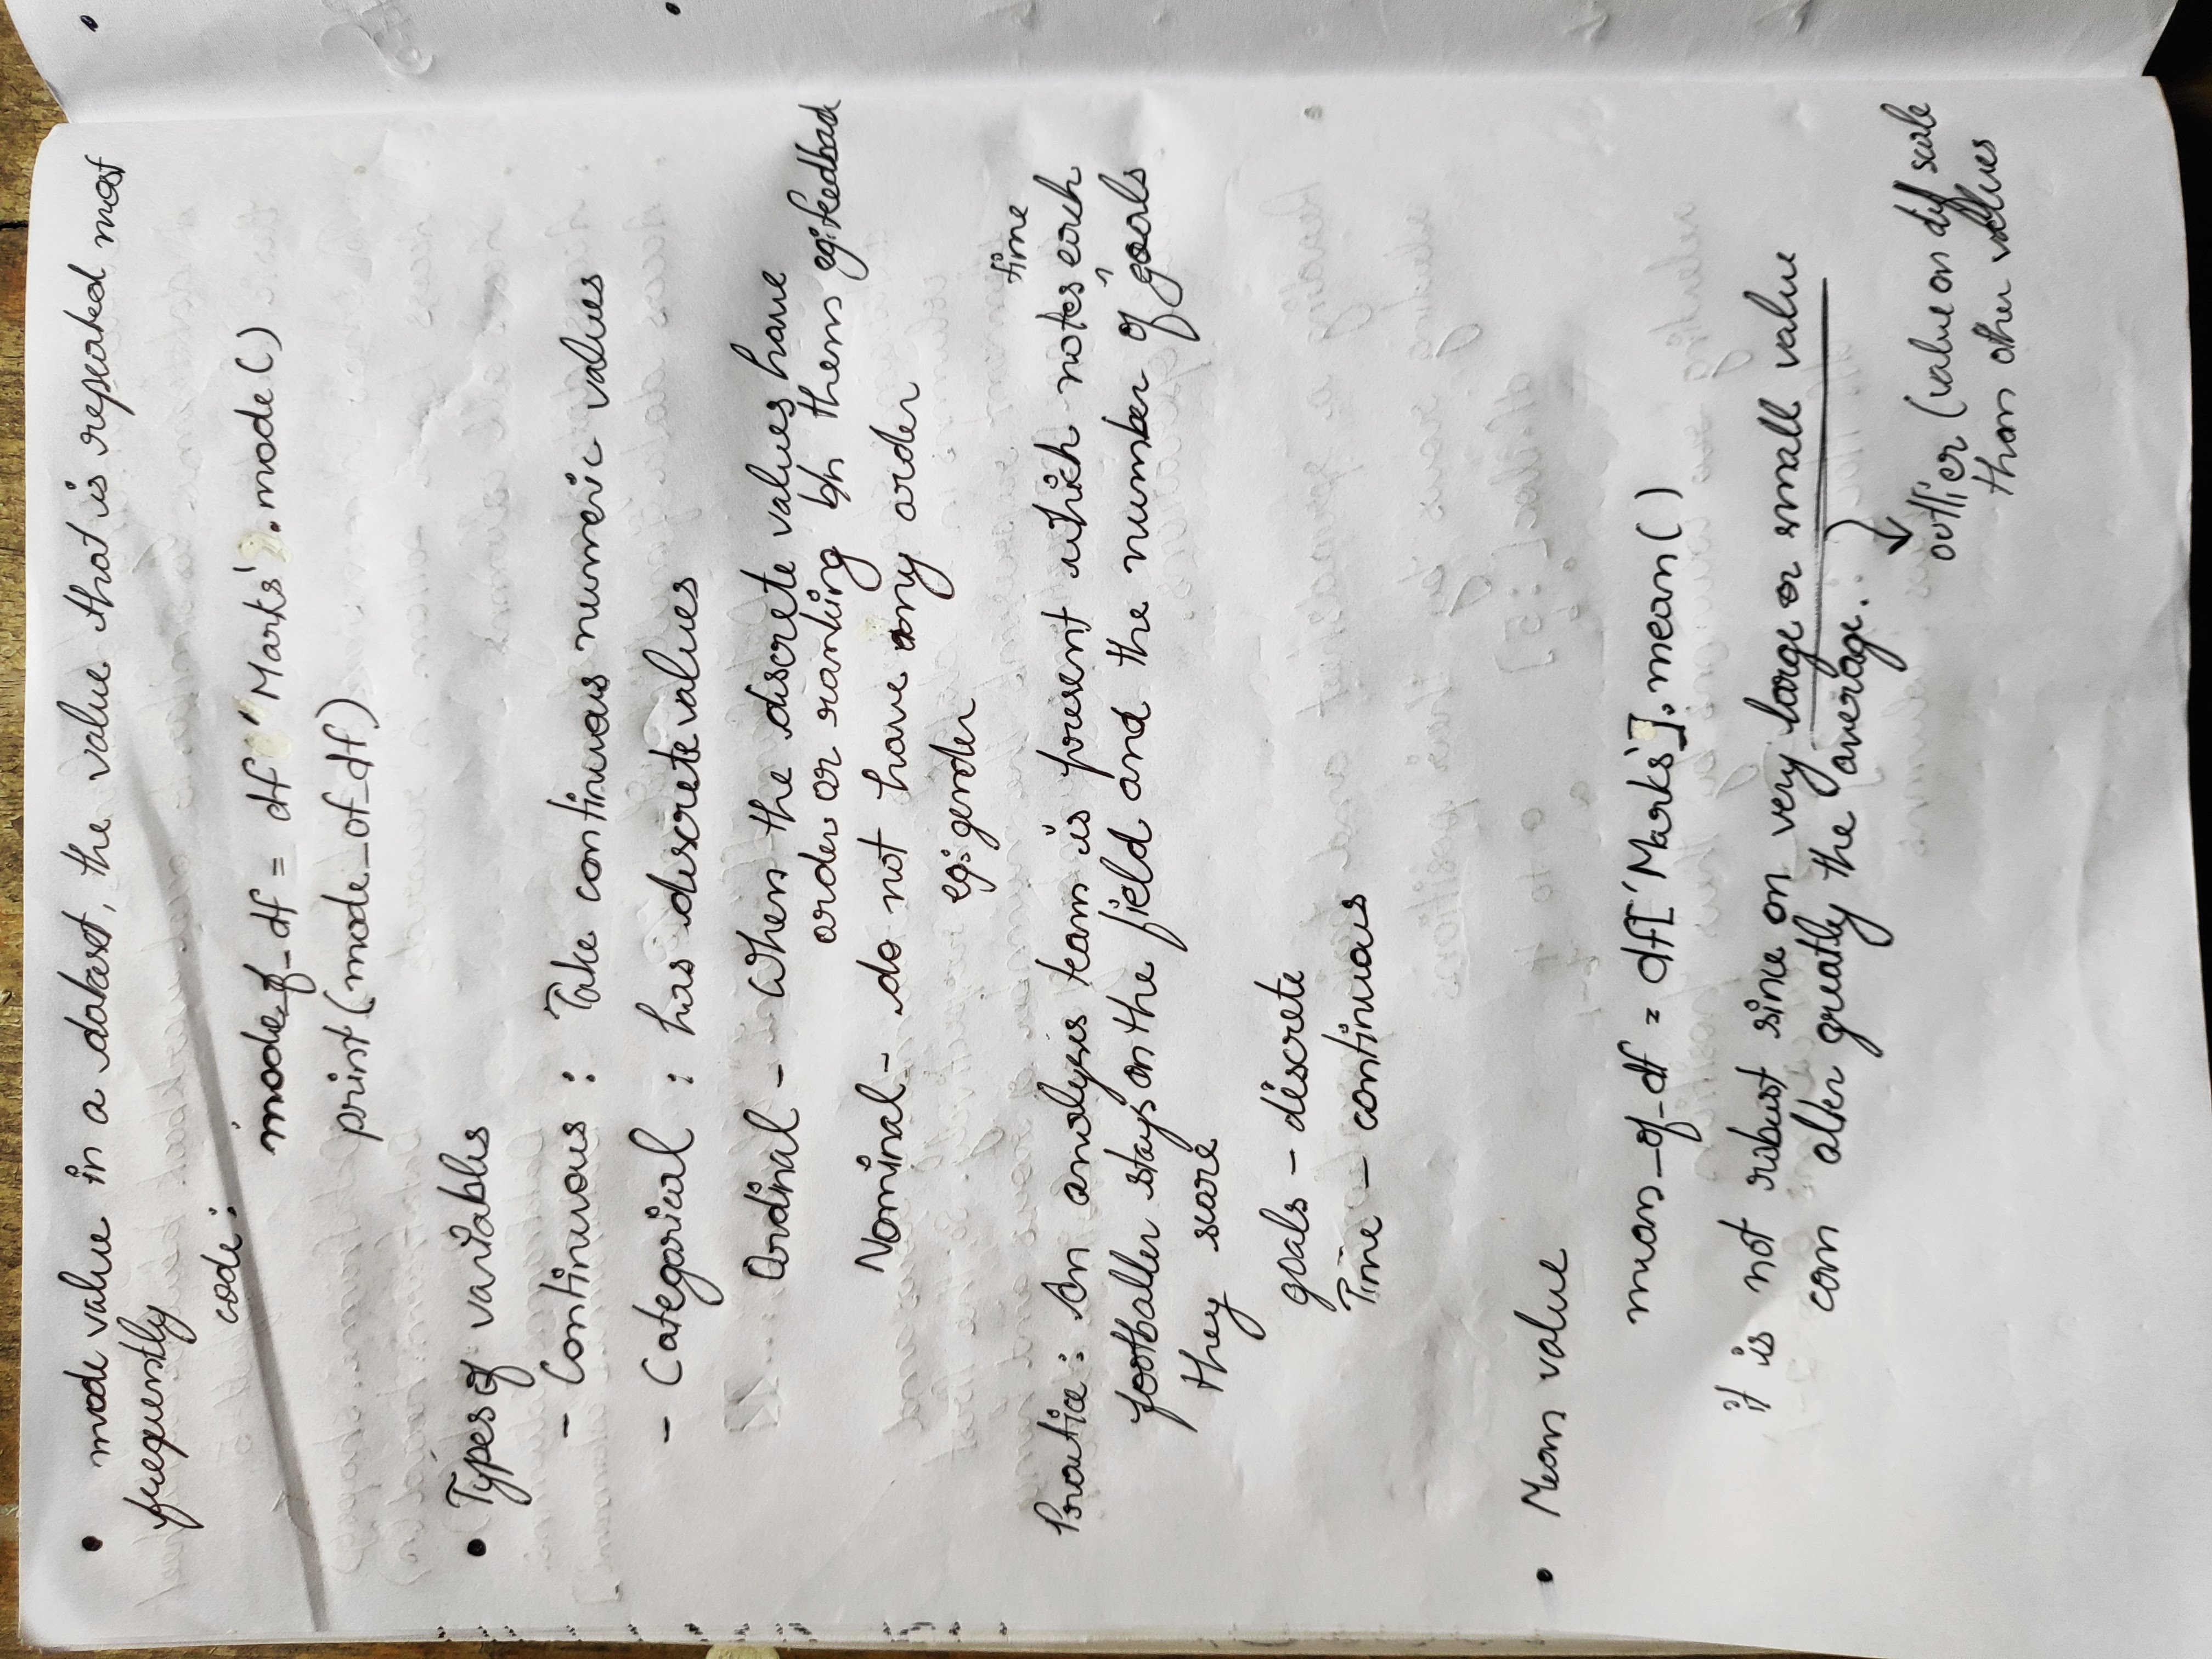 • mode value in a dataset, the value that is repeated most
frequently
code:
mode_of_df = df 'Marks' .mode()
print(mode_of_df)
• Types of variables
- Continuous : Take continuous numeric values
- Categorical : has discrete values
Ordinal - When the discrete values have
order or ranking b/n them eg: feedback
Nominal - do not have any order
eg: gender
time
Practice: An analysis team is present which notes ^ each
footballer stays on the field and the number of goals
they score
goals - discrete
Time - continuous
• Mean value
mean_of_df = df['Marks'].mean()
it is not robust since on very large or small value
can alter greatly the average.
outlier (value on diff scale
than other values